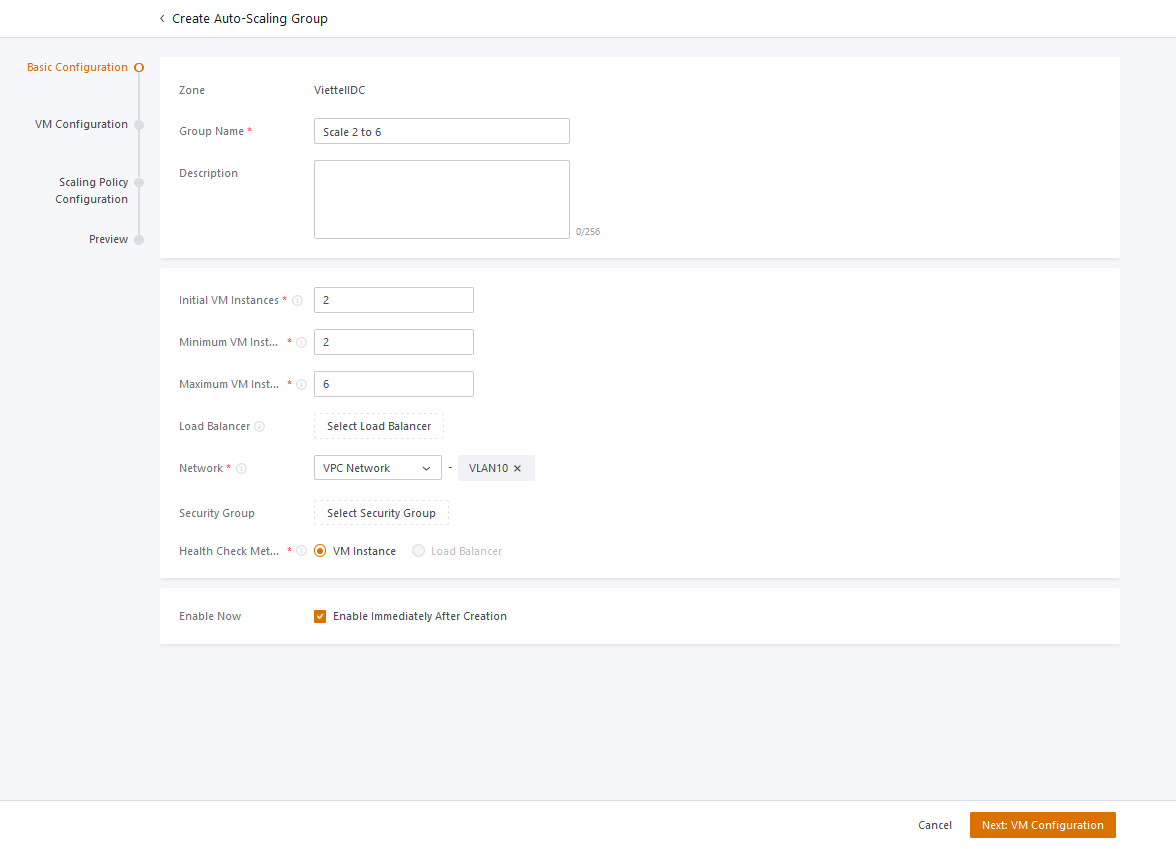 Create Auto-Scaling Group
Basic Configuration
VM Configuration
Scaling Policy
Configuration
Preview
Zone ViettelIDC
Group Name * Scale 2 to 6
Description
0/256
Initial VM Instances * 2
Minimum VM Inst... * 2
Maximum VM Inst... * 6
Load Balancer Select Load Balancer
Network * VPC Network - VLAN10 ×
Security Group Select Security Group
Health Check Met... * VM Instance Load Balancer
Enable Now Enable Immediately After Creation
Cancel Next: VM Configuration